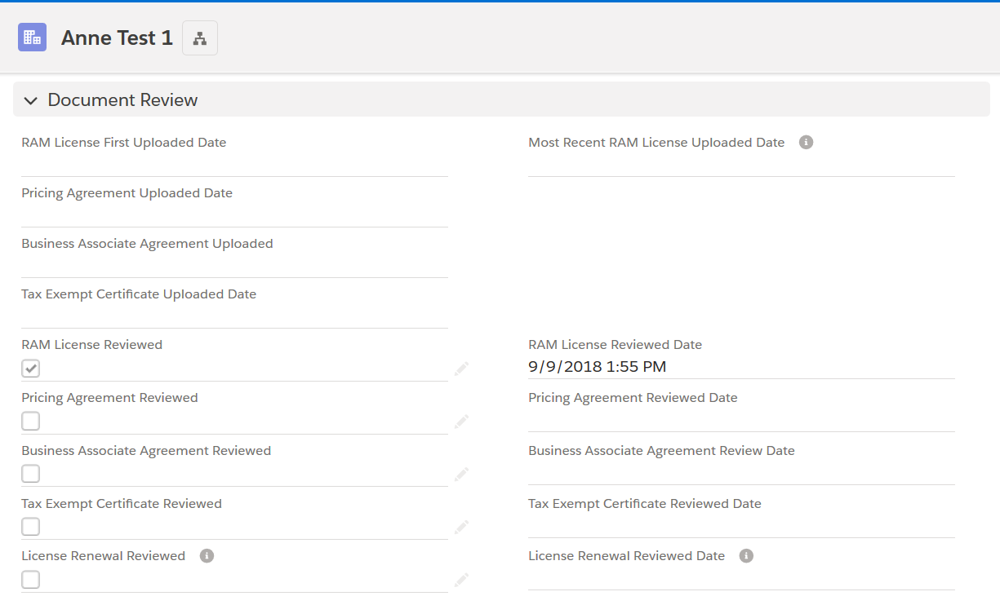 Anne Test 1
Document Review
RAM License First Uploaded Date
Most Recent RAM License Uploaded Date
Pricing Agreement Uploaded Date
Business Associate Agreement Uploaded
Tax Exempt Certificate Uploaded Date
RAM License Reviewed
RAM License Reviewed Date
9/9/2018 1:55 PM
Pricing Agreement Reviewed
Pricing Agreement Reviewed Date
Business Associate Agreement Reviewed
Business Associate Agreement Review Date
Tax Exempt Certificate Reviewed
Tax Exempt Certificate Reviewed Date
License Renewal Reviewed
License Renewal Reviewed Date